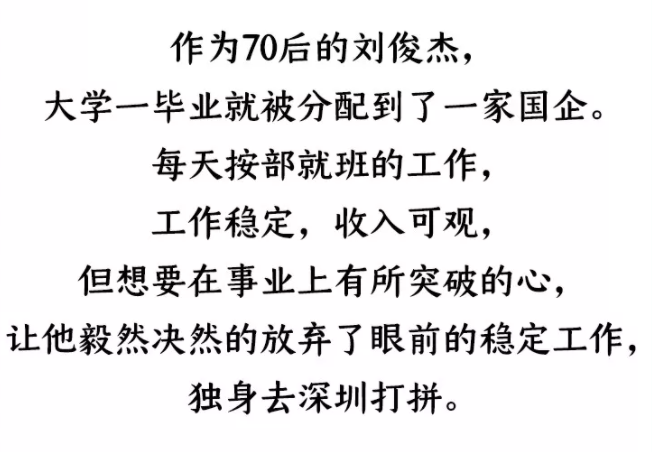 作为70后的刘俊杰，
大学一毕业就被分配到了一家国企。
每天按部就班的工作，
工作稳定，收入可观，
但想要在事业上有所突破的心，
让他毅然决然的放弃了眼前的稳定工作，
独身去深圳打拼。